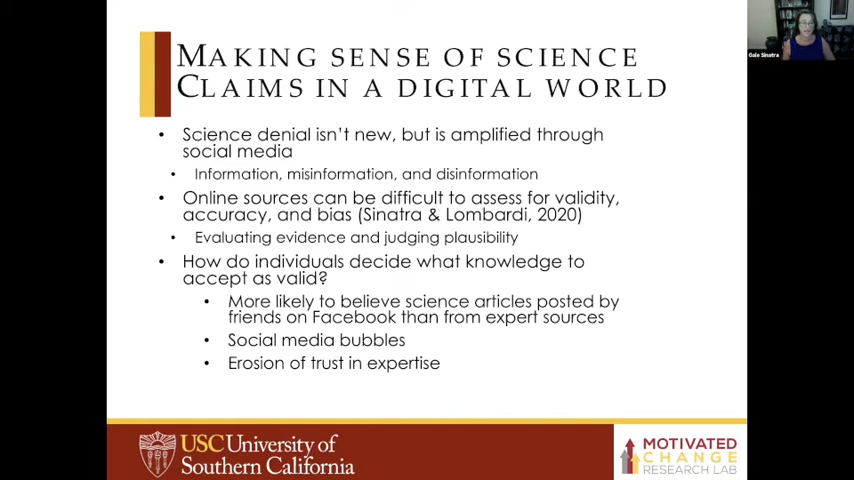 MAKING SENSE OF SCIENCE
CLAIMS IN A DIGITAL WORLD
• Science denial isn't new, but is amplified through
social media
• Information, misinformation, and disinformation
• Online sources can be difficult to assess for validity,
accuracy, and bias (Sinatra & Lombardi, 2020)
• Evaluating evidence and judging plausibility
• How do individuals decide what knowledge to
accept as valid?
• More likely to believe science articles posted by
friends on Facebook than from expert sources
• Social media bubbles
• Erosion of trust in expertise
USC University of
Southern California
MOTIVATED
CHANGE
RESEARCH LAB
Gale Sinatra